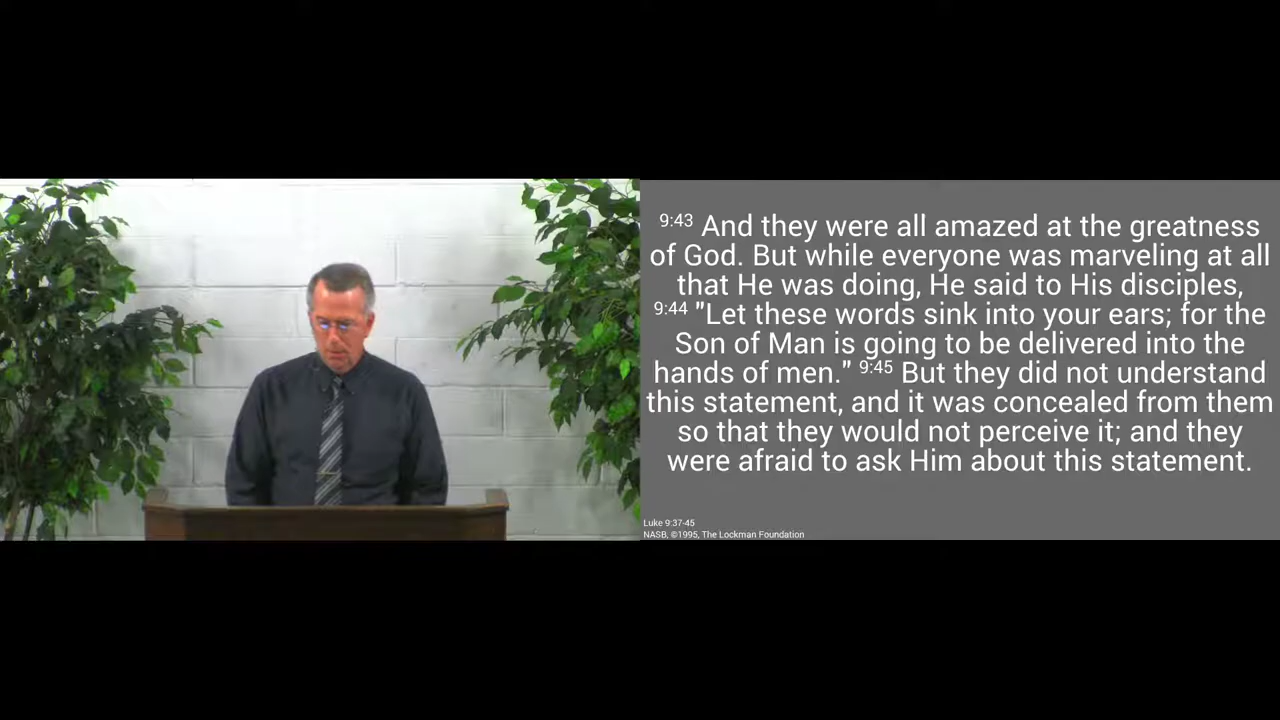 9:43 And they were all amazed at the greatness
of God. But while everyone was marveling at all
that He was doing, He said to His disciples,
9:44 "Let these words sink into your ears; for the
Son of Man is going to be delivered into the
hands of men." 9:45 But they did not understand
this statement, and it was concealed from them
so that they would not perceive it; and they
were afraid to ask Him about this statement.
Luke 9:37-45
NASB, ©1995, The Lockman Foundation